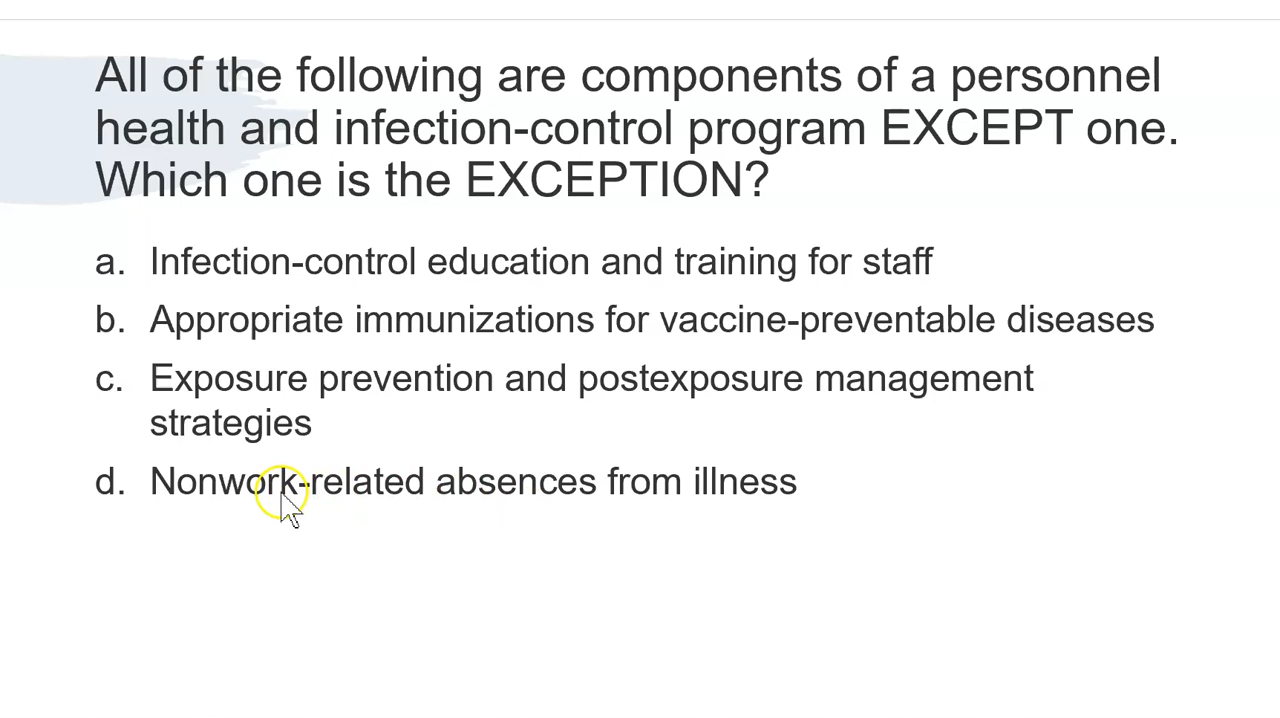 All of the following are components of a personnel
health and infection-control program EXCEPT one.
Which one is the EXCEPTION?
a. Infection-control education and training for staff
b. Appropriate immunizations for vaccine-preventable diseases
c. Exposure prevention and postexposure management
strategies
d. Nonwork-related absences from illness